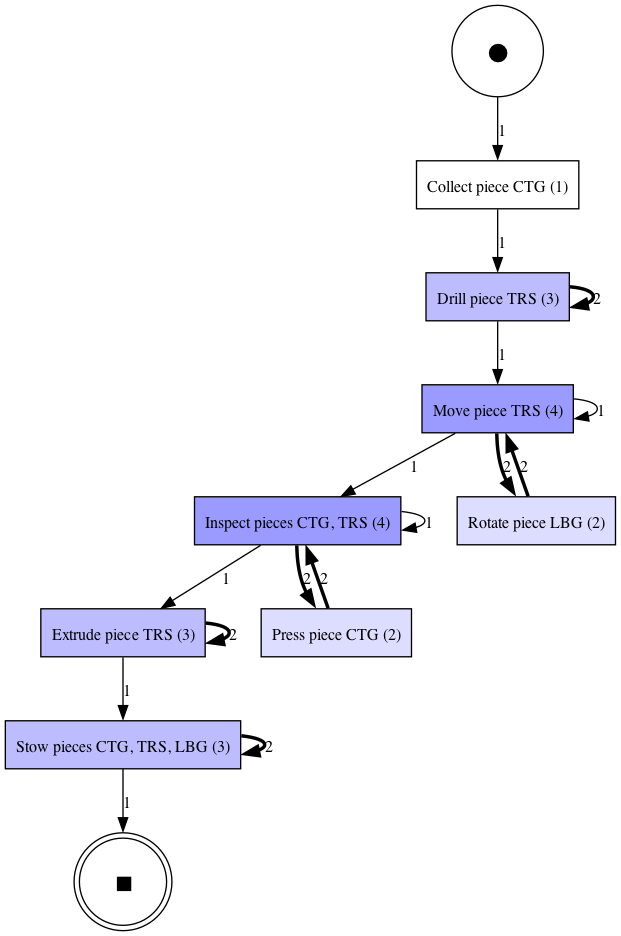 1
Collect piece CTG (1)
1
Drill piece TRS (3)
2
1
Move piece TRS (4)
1
1
2
2
Inspect pieces CTG, TRS (4)
1
Rotate piece LBG (2)
1
2
2
Extrude piece TRS (3)
2
Press piece CTG (2)
1
Stow pieces CTG, TRS, LBG (3)
2
1